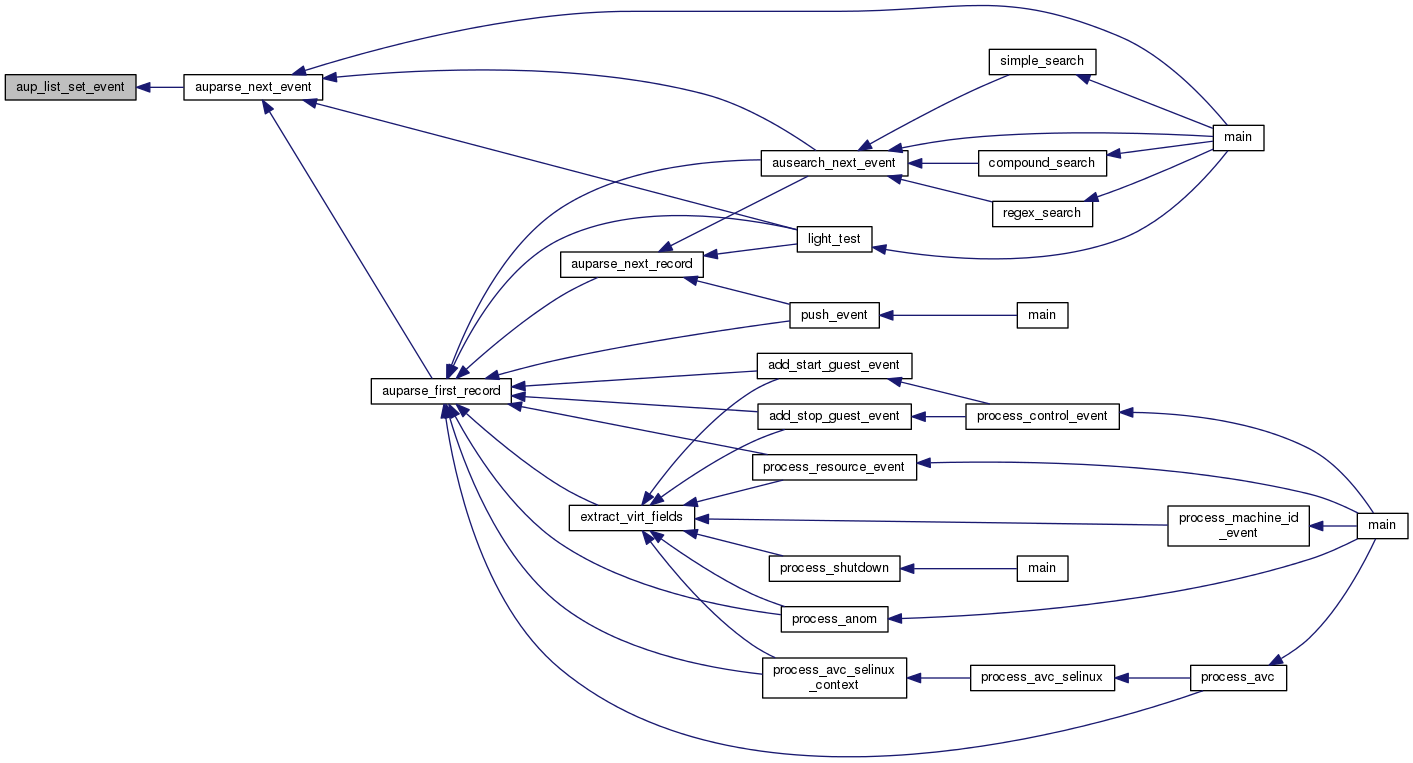 aup_list_set_event
auparse_next_event
simple_search
main
ausearch_next_event
compound_search
regex_search
light_test
auparse_next_record
push_event
main
add_start_guest_event
auparse_first_record
add_stop_guest_event
process_control_event
process_resource_event
extract_virt_fields
process_machine_id
_event
main
process_shutdown
main
process_anom
process_avc_selinux
_context
process_avc_selinux
process_avc